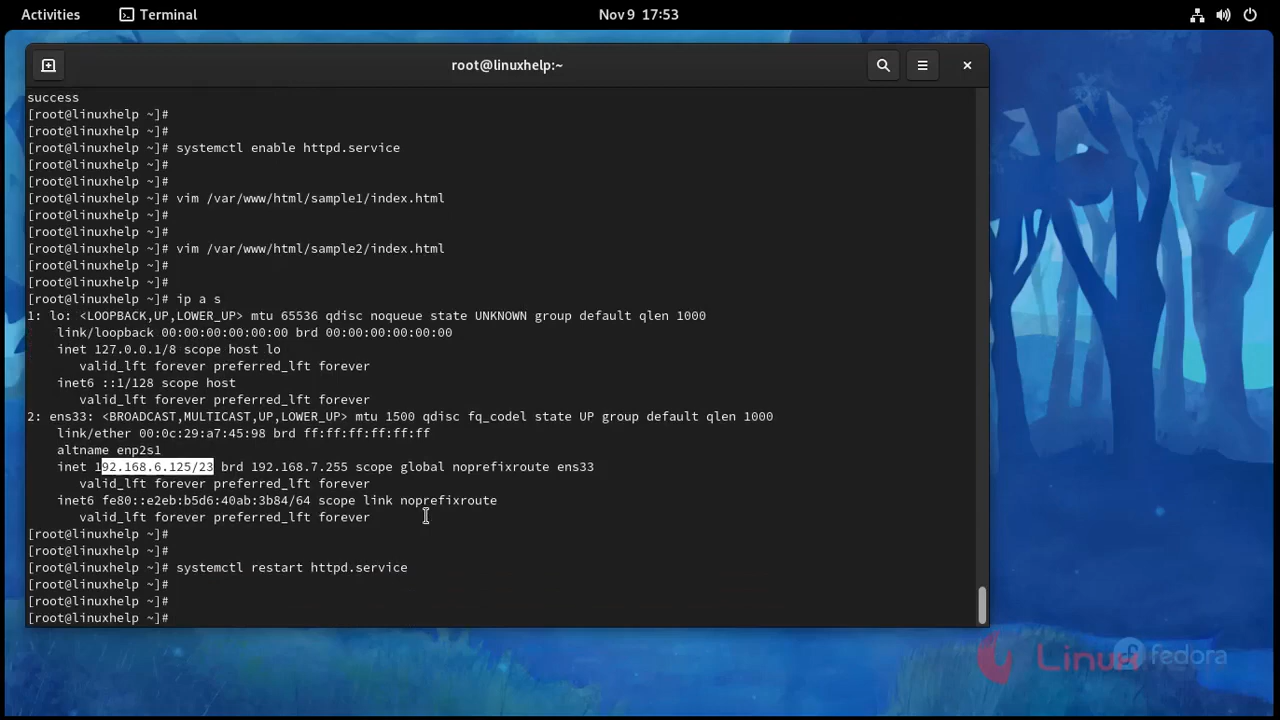 Activities
Terminal
Nov 9 17:53
root@linuxhelp:~
success
[root@linuxhelp ~]#
[root@linuxhelp ~]#
[root@linuxhelp ~]# systemctl enable httpd.service
[root@linuxhelp ~]#
[root@linuxhelp ~]#
[root@linuxhelp ~]# vim /var/www/html/sample1/index.html
[root@linuxhelp ~]#
[root@linuxhelp ~]#
[root@linuxhelp ~]# vim /var/www/html/sample2/index.html
[root@linuxhelp ~]#
[root@linuxhelp ~]#
[root@linuxhelp ~]# ip a s
1: lo: <LOOPBACK,UP,LOWER_UP> mtu 65536 qdisc noqueue state UNKNOWN group default qlen 1000
link/loopback 00:00:00:00:00:00 brd 00:00:00:00:00:00
inet 127.0.0.1/8 scope host lo
valid_lft forever preferred_lft forever
inet6 ::1/128 scope host
valid_lft forever preferred_lft forever
2: ens33: <BROADCAST,MULTICAST,UP,LOWER_UP> mtu 1500 qdisc fq_codel state UP group default qlen 1000
link/ether 00:0c:29:a7:45:98 brd ff:ff:ff:ff:ff:ff
altname enp2s1
inet 192.168.6.125/23 brd 192.168.7.255 scope global noprefixroute ens33
valid_lft forever preferred_lft forever
inet6 fe80::e2eb:b5d6:40ab:3b84/64 scope link noprefixroute
valid_lft forever preferred_lft forever
[root@linuxhelp ~]#
[root@linuxhelp ~]#
[root@linuxhelp ~]# systemctl restart httpd.service
[root@linuxhelp ~]#
[root@linuxhelp ~]#
[root@linuxhelp ~]#
fedora